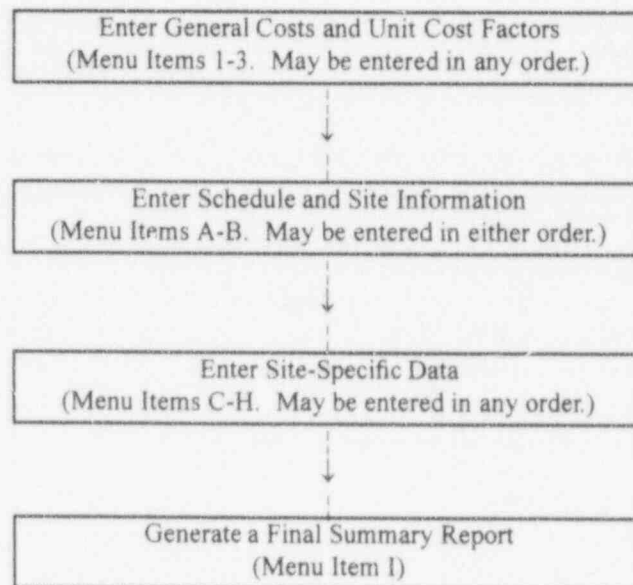 Enter General Costs and Unit Cost Factors
(Menu Items 1-3. May be entered in any order.)
Enter Schedule and Site Information
(Menu Items A-B. May be entered in either order.)
Enter Site-Specific Data
(Menu Items C-H. May be entered in any order.)
Generate a Final Summary Report
(Menu Item I)